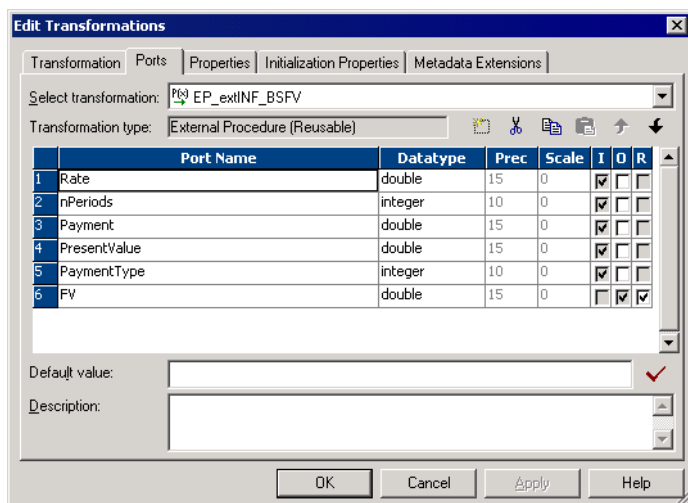 Edit Transformations
Transformation Ports Properties Initialization Properties Metadata Extensions
Select transformation: P(x) EP_extINF_BSFV
Transformation type: External Procedure (Reusable)
Port Name Datatype Prec Scale I O R
1 Rate double 15 0
2 nPeriods integer 10 0
3 Payment double 15 0
4 PresentValue double 15 0
5 PaymentType integer 10 0
6 FV double 15 0
Default value:
Description:
OK Cancel Apply Help